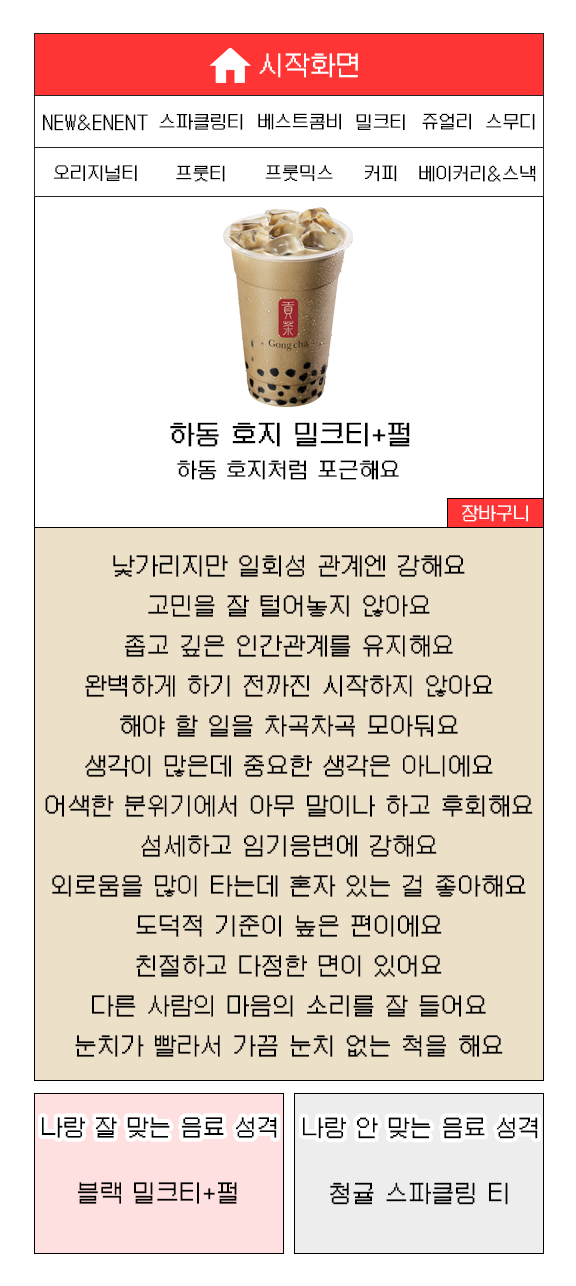 시작화면
NEW&ENENT 스파클링티 베스트콤비 밀크티 쥬얼리 스무디
오리지널티 프룻티 프룻믹스 커피 베이커리&스낵
貢茶
Gong cha
하동 호지 밀크티+펄
하동 호지처럼 포근해요
장바구니
낯가리지만 일회성 관계엔 강해요
고민을 잘 털어놓지 않아요
좁고 깊은 인간관계를 유지해요
완벽하게 하기 전까진 시작하지 않아요
해야 할 일을 차곡차곡 모아둬요
생각이 많은데 중요한 생각은 아니에요
어색한 분위기에서 아무 말이나 하고 후회해요
섬세하고 임기응변에 강해요
외로움을 많이 타는데 혼자 있는 걸 좋아해요
도덕적 기준이 높은 편이에요
친절하고 다정한 면이 있어요
다른 사람의 마음의 소리를 잘 들어요
눈치가 빨라서 가끔 눈치 없는 척을 해요
나랑 잘 맞는 음료 성격
블랙 밀크티+펄
나랑 안 맞는 음료 성격
청귤 스파클링 티